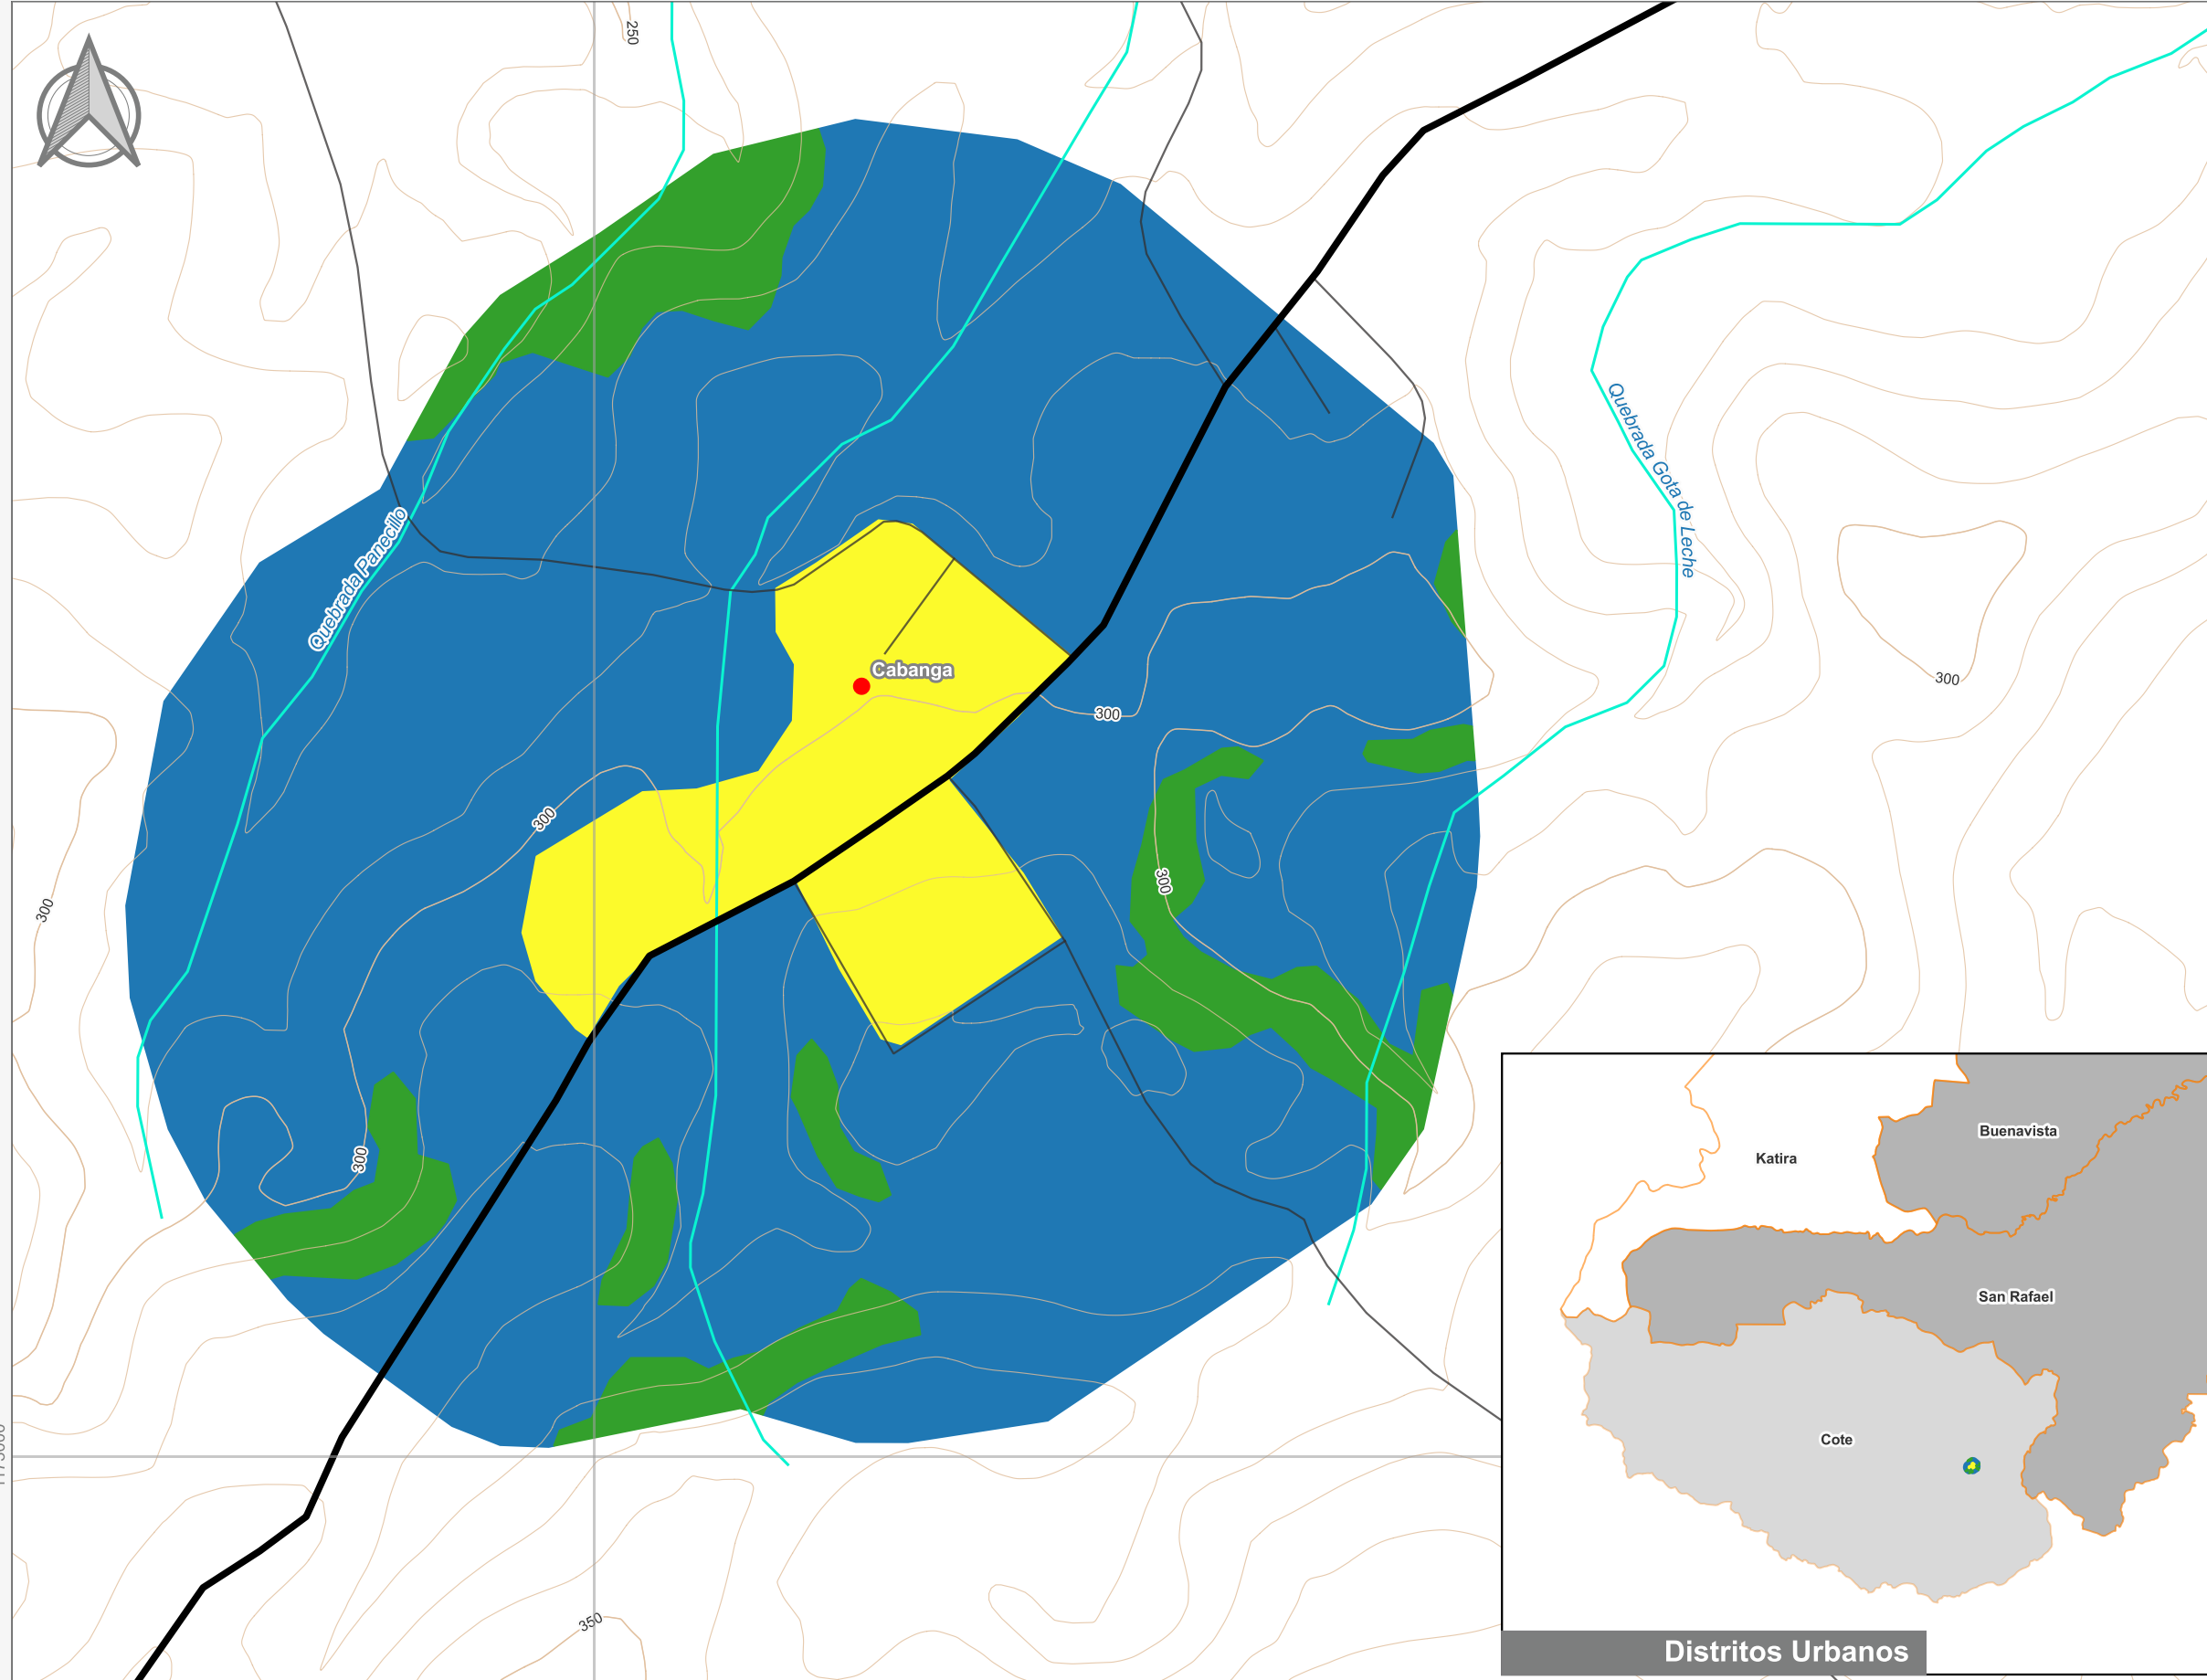 250
Quebrada Gota de Leche
Quebrada Panecillo
Cabanga
300
300
300
300
300
300
350
Buenavista
Katira
San Rafael
Cote
Distritos Urbanos